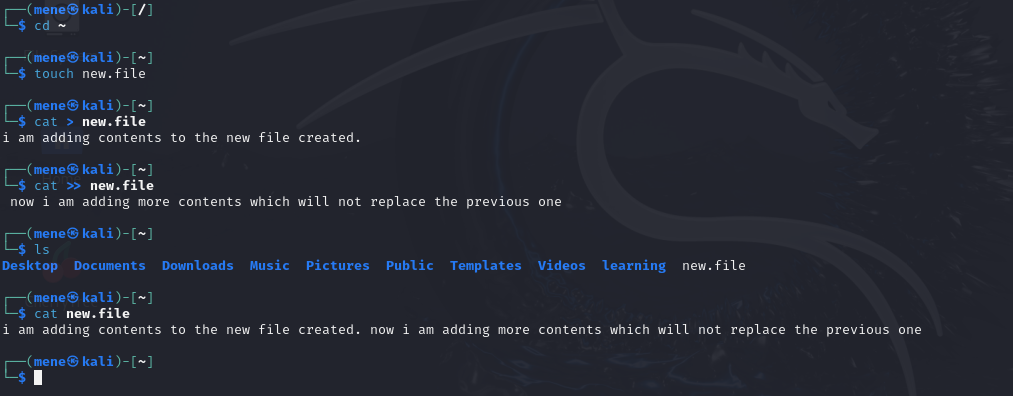 ┌──(mene㉿kali)-[/]
└─$ cd ~
┌──(mene㉿kali)-[~]
└─$ touch new.file
┌──(mene㉿kali)-[~]
└─$ cat > new.file
i am adding contents to the new file created.
┌──(mene㉿kali)-[~]
└─$ cat >> new.file
 now i am adding more contents which will not replace the previous one
┌──(mene㉿kali)-[~]
└─$ ls
Desktop  Documents  Downloads  Music  Pictures  Public  Templates  Videos  learning  new.file
┌──(mene㉿kali)-[~]
└─$ cat new.file
i am adding contents to the new file created. now i am adding more contents which will not replace the previous one
┌──(mene㉿kali)-[~]
└─$